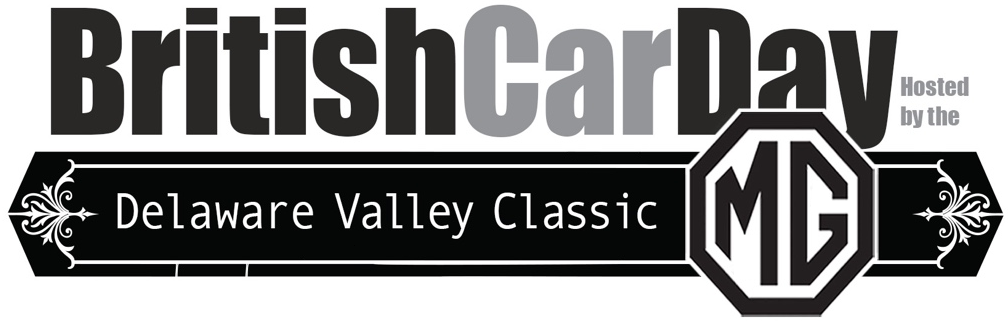 BritishCarDay
Hosted
by the
Delaware Valley Classic
MG